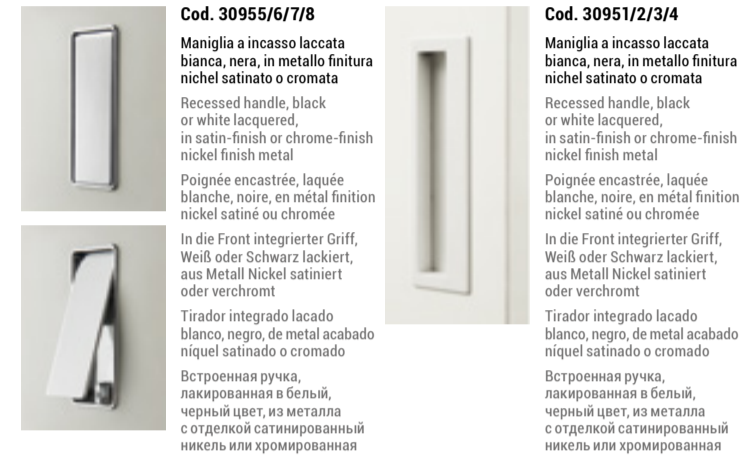 Cod. 30955/6/7/8
Maniglia a incasso laccata
bianca, nera, in metallo finitura
nichel satinato o cromata
Recessed handle, black
or white lacquered,
in satin-finish or chrome-finish
nickel finish metal
Poignée encastrée, laquée
blanche, noire, en métal finition
nickel satiné ou chromée
In die Front integrierter Griff,
Weiß oder Schwarz lackiert,
aus Metall Nickel satiniert
oder verchromt
Tirador integrado lacado
blanco, negro, de metal acabado
níquel satinado o cromado
Встроенная ручка,
лакированная в белый,
черный цвет, из металла
с отделкой сатинированный
никель или хромированная
Cod. 30951/2/3/4
Maniglia a incasso laccata
bianca, nera, in metallo finitura
nichel satinato o cromata
Recessed handle, black
or white lacquered,
in satin-finish or chrome-finish
nickel finish metal
Poignée encastrée, laquée
blanche, noire, en métal finition
nickel satiné ou chromée
In die Front integrierter Griff,
Weiß oder Schwarz lackiert,
aus Metall Nickel satiniert
oder verchromt
Tirador integrado lacado
blanco, negro, de metal acabado
níquel satinado o cromado
Встроенная ручка,
лакированная в белый,
черный цвет, из металла
с отделкой сатинированный
никель или хромированная